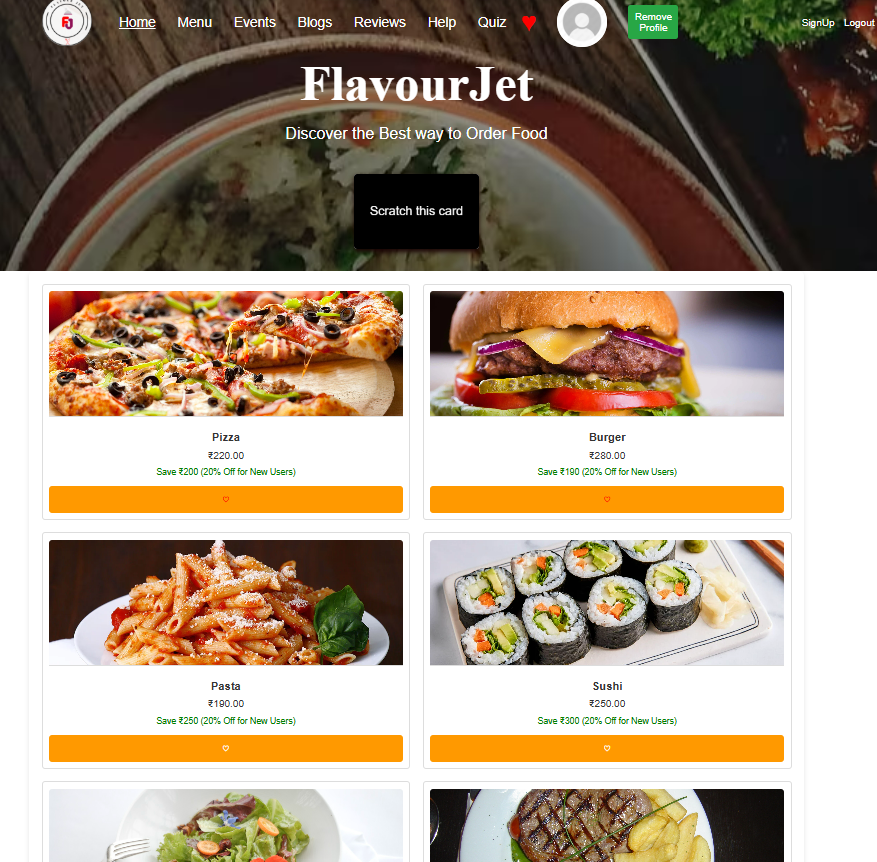 Home Menu Events Blogs Reviews Help Quiz
Remove
Profile
SignUp Logout
FlavourJet
Discover the Best way to Order Food
Scratch this card
Pizza
₹220.00
Save ₹200 (20% Off for New Users)
Burger
₹280.00
Save ₹190 (20% Off for New Users)
Pasta
₹190.00
Save ₹250 (20% Off for New Users)
Sushi
₹250.00
Save ₹300 (20% Off for New Users)